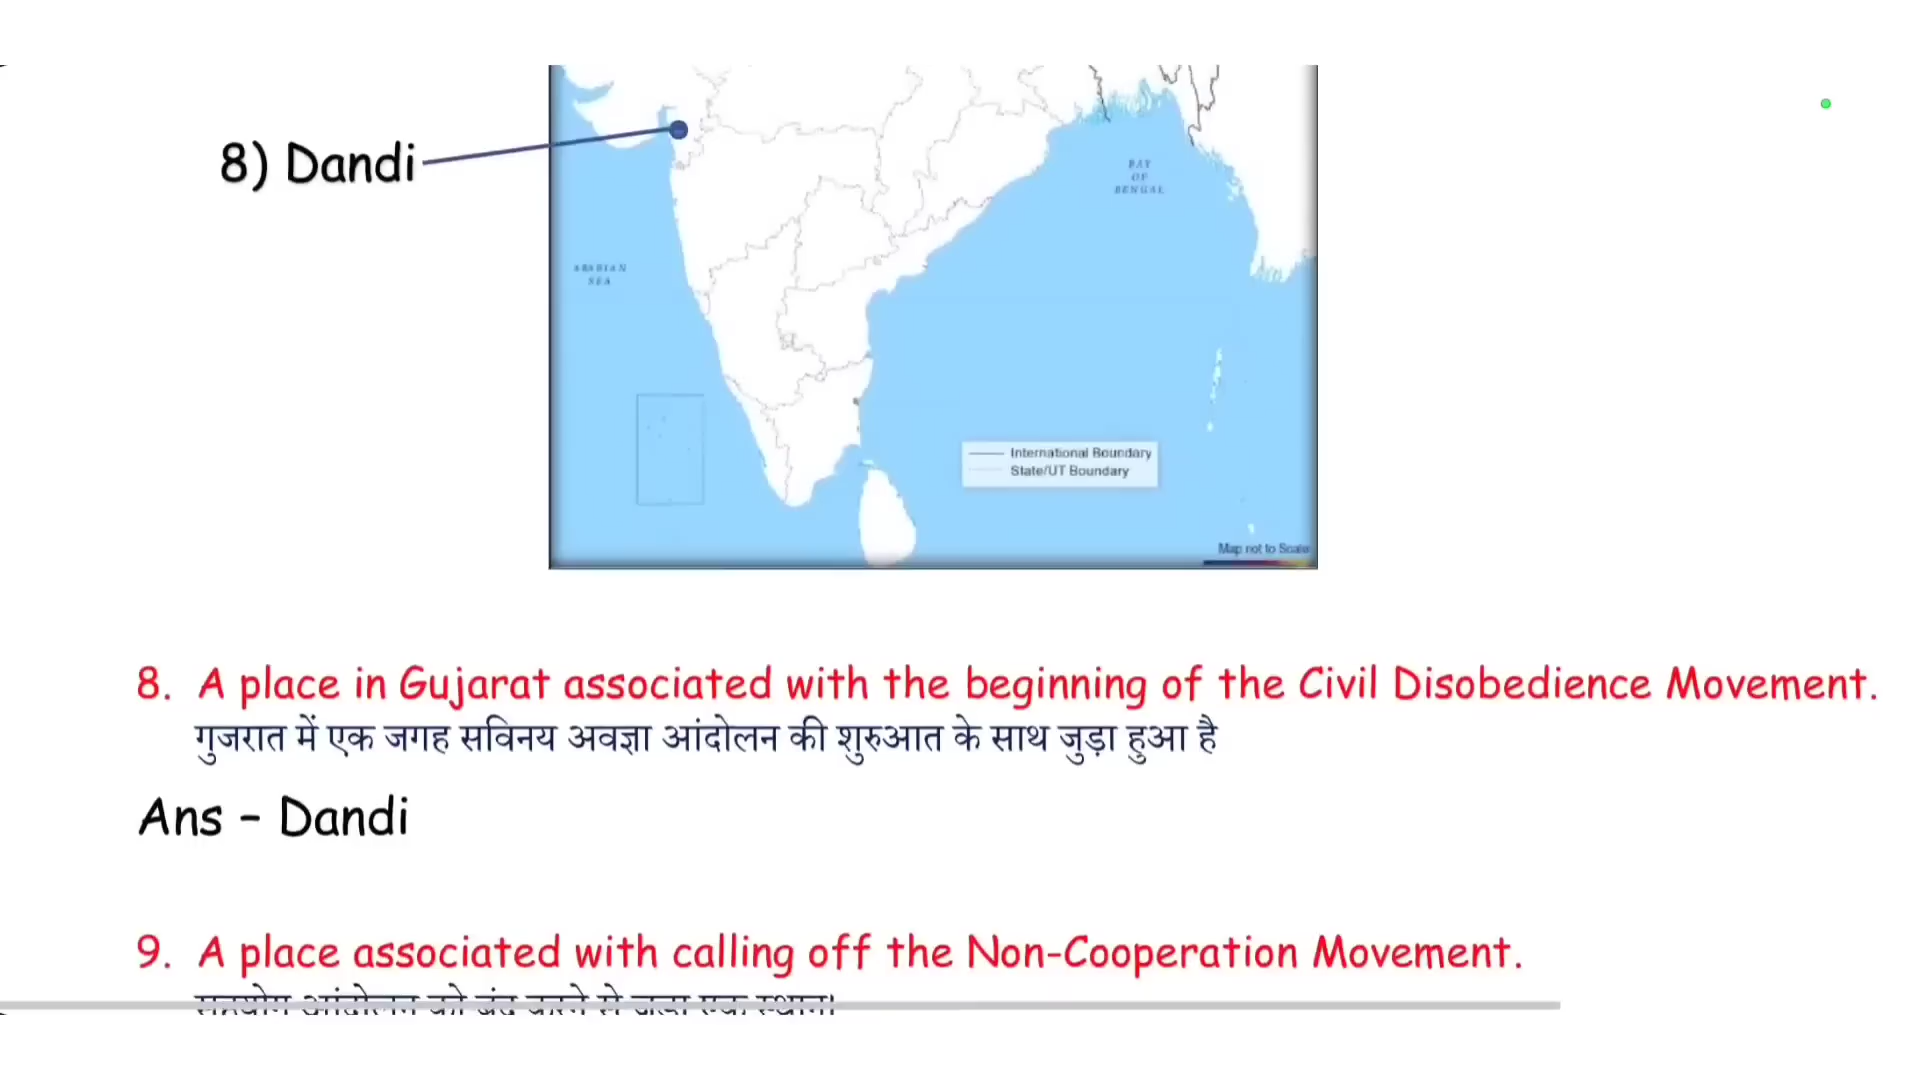 8) Dandi
BAY
OF
BENGAL
ARABIAN
SEA
International Boundary
State/UT Boundary
Map not to Scale
8. A place in Gujarat associated with the beginning of the Civil Disobedience Movement.
गुजरात में एक जगह सविनय अवज्ञा आंदोलन की शुरुआत के साथ जुड़ा हुआ है
Ans – Dandi
9. A place associated with calling off the Non-Cooperation Movement.